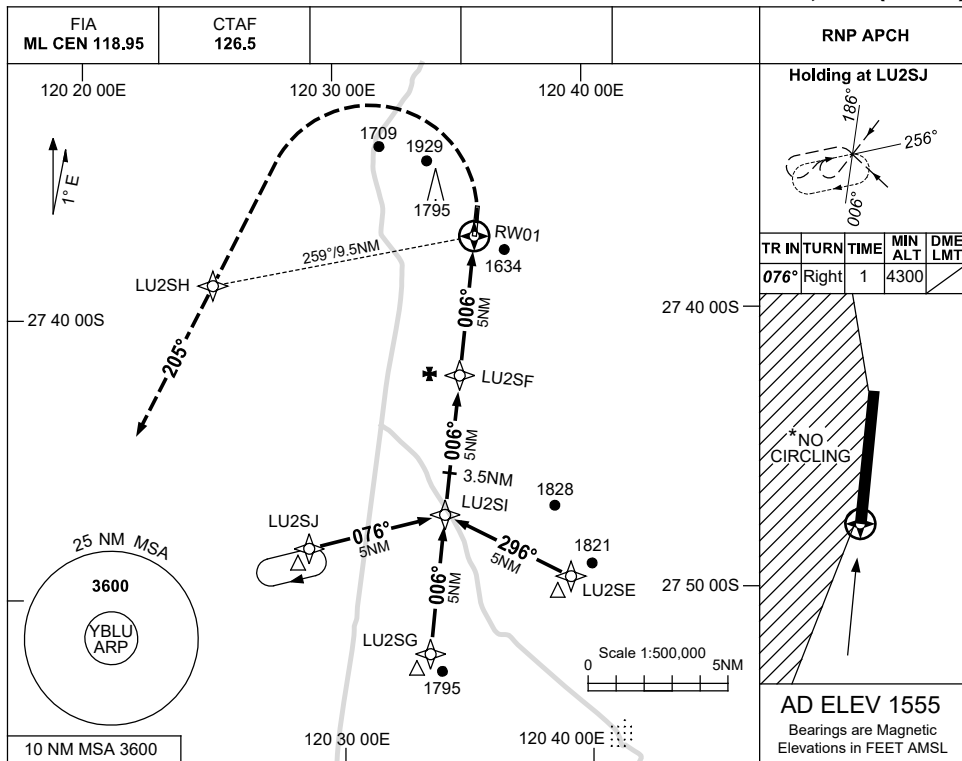 FIA
ML CEN 118.95
CTAF
126.5
RNP APCH
120 20 00E
120 30 00E
120 40 00E
Holding at LU2SJ
186°
256°
006°
TR IN TURN TIME MIN ALT DME LMT
076° Right 1 4300
1° E
1709
1929
1795
RW01
1634
259°/9.5NM
LU2SH
27 40 00S
27 40 00S
205°
006°
5NM
LU2SF
006°
5NM
3.5NM
LU2SI
1828
LU2SJ
076°
5NM
296°
5NM
1821
LU2SE
27 50 00S
006°
5NM
LU2SG
1795
25 NM MSA
3600
YBLU
ARP
10 NM MSA 3600
Scale 1:500,000
0 5NM
120 30 00E
120 40 00E
*NO
CIRCLING
AD ELEV 1555
Bearings are Magnetic
Elevations in FEET AMSL